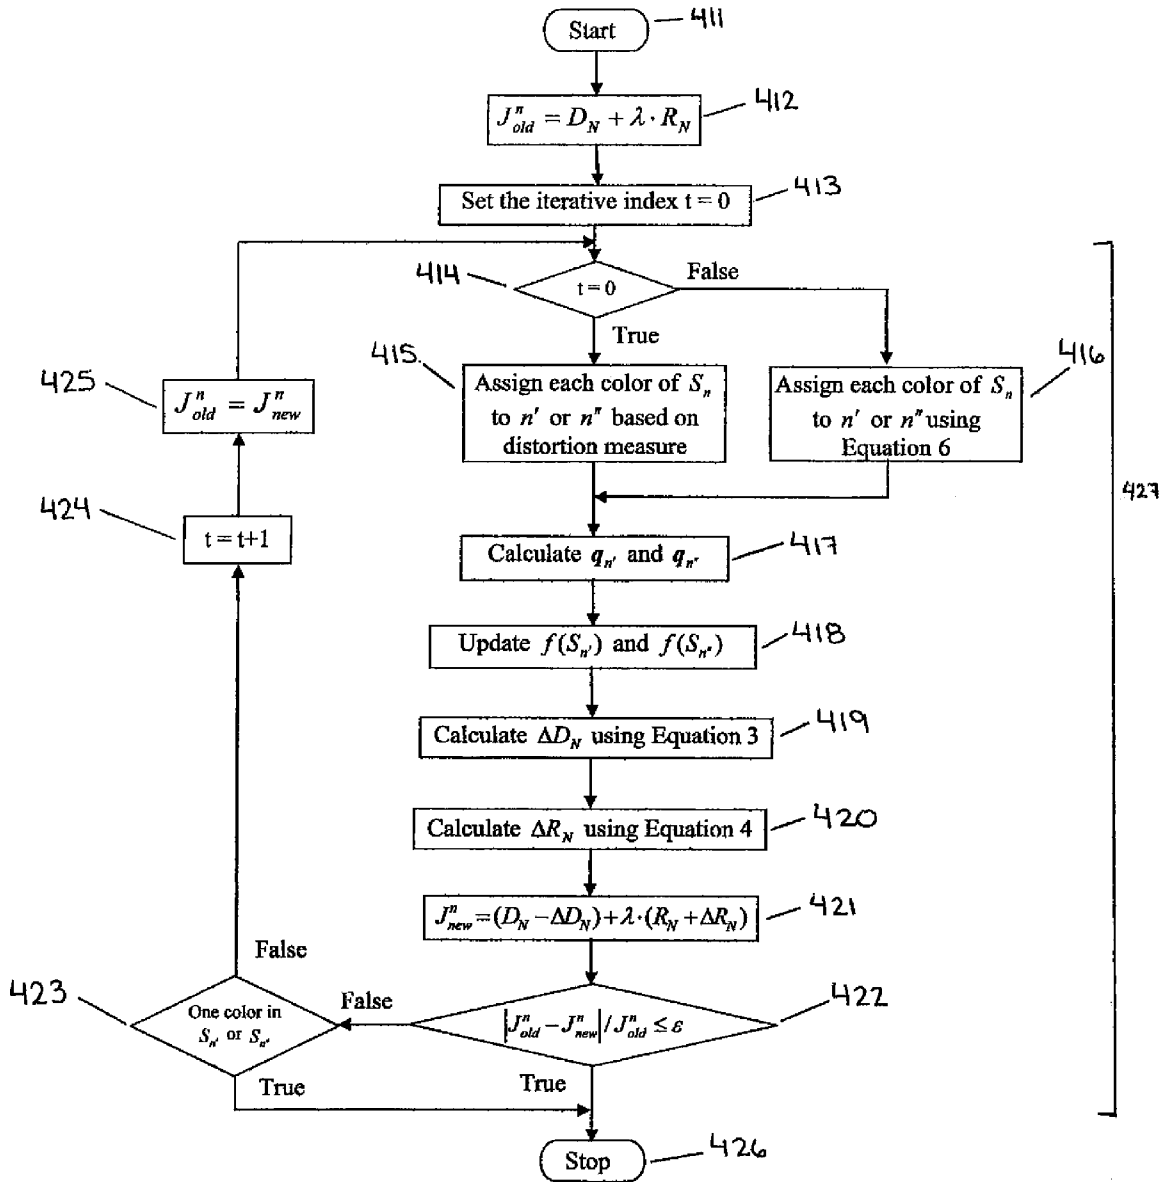 Start
411
J^n_old = D_N + λ · R_N
412
Set the iterative index t = 0
413
414
t = 0
False
True
415.
Assign each color of S_n
to n′ or n″ based on
distortion measure
416
Assign each color of S_n
to n′ or n″ using
Equation 6
425
J^n_old = J^n_new
427
424
t = t+1
Calculate q_n′ and q_n″
417
Update f(S_n′) and f(S_n″)
418
Calculate ΔD_N using Equation 3
419
Calculate ΔR_N using Equation 4
420
J^n_new = (D_N − ΔD_N) + λ · (R_N + ΔR_N)
421
False
423
One color in
S_n′ or S_n″
False
|J^n_old − J^n_new| / J^n_old ≤ ε
422
True
True
Stop
426